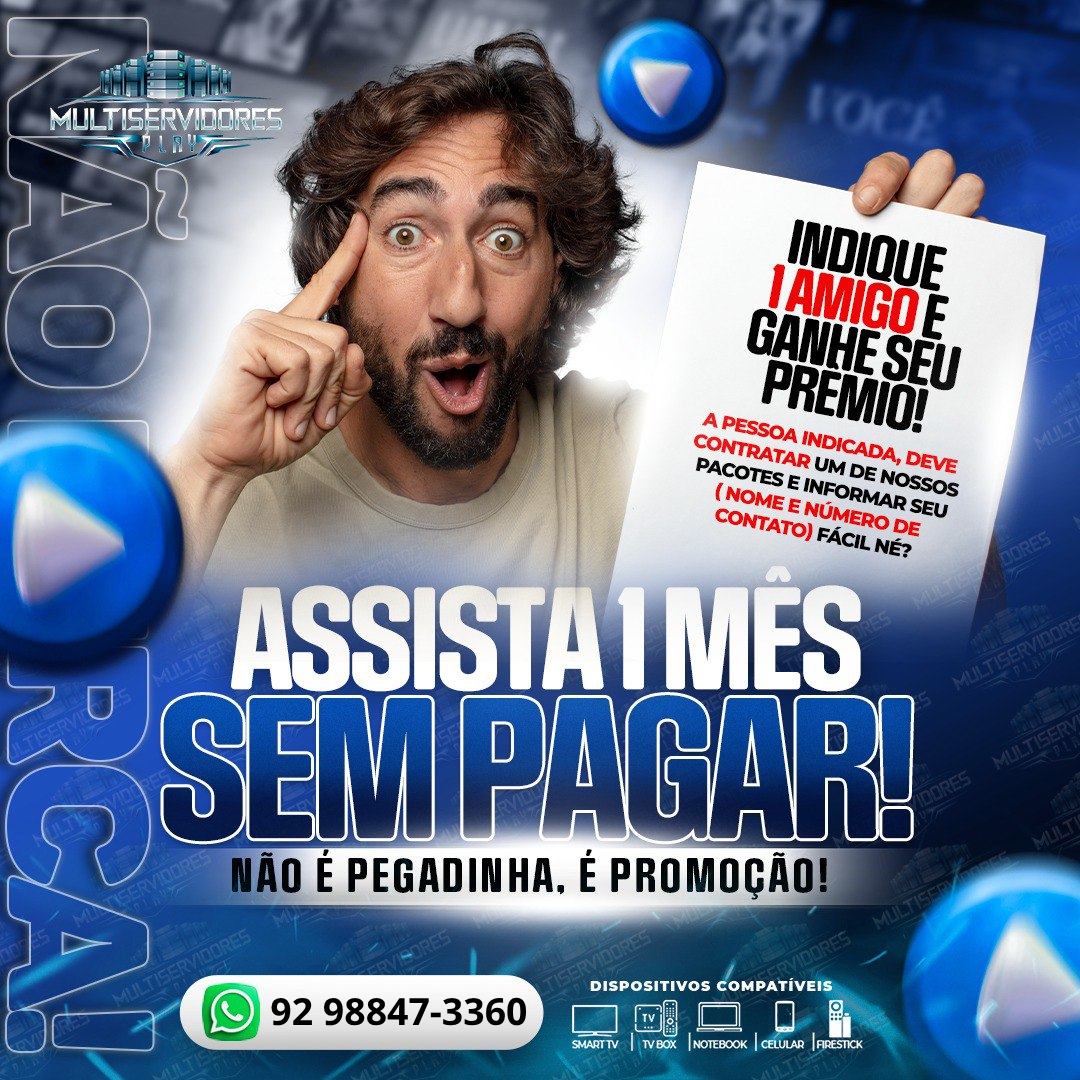 MULTISERVIDORES
PLAY
VOCÊ
INDIQUE
1 AMIGO E
GANHE SEU
PRÊMIO!
A PESSOA INDICADA, DEVE
CONTRATAR UM DE NOSSOS
PACOTES E INFORMAR SEU
( NOME E NÚMERO DE
CONTATO) FÁCIL NÉ?
ASSISTA 1 MÊS
SEM PAGAR!
NÃO É PEGADINHA, É PROMOÇÃO!
92 98847-3360
DISPOSITIVOS COMPATÍVEIS
TV
SMART TV | TV BOX | NOTEBOOK | CELULAR | FIRESTICK
NÃO